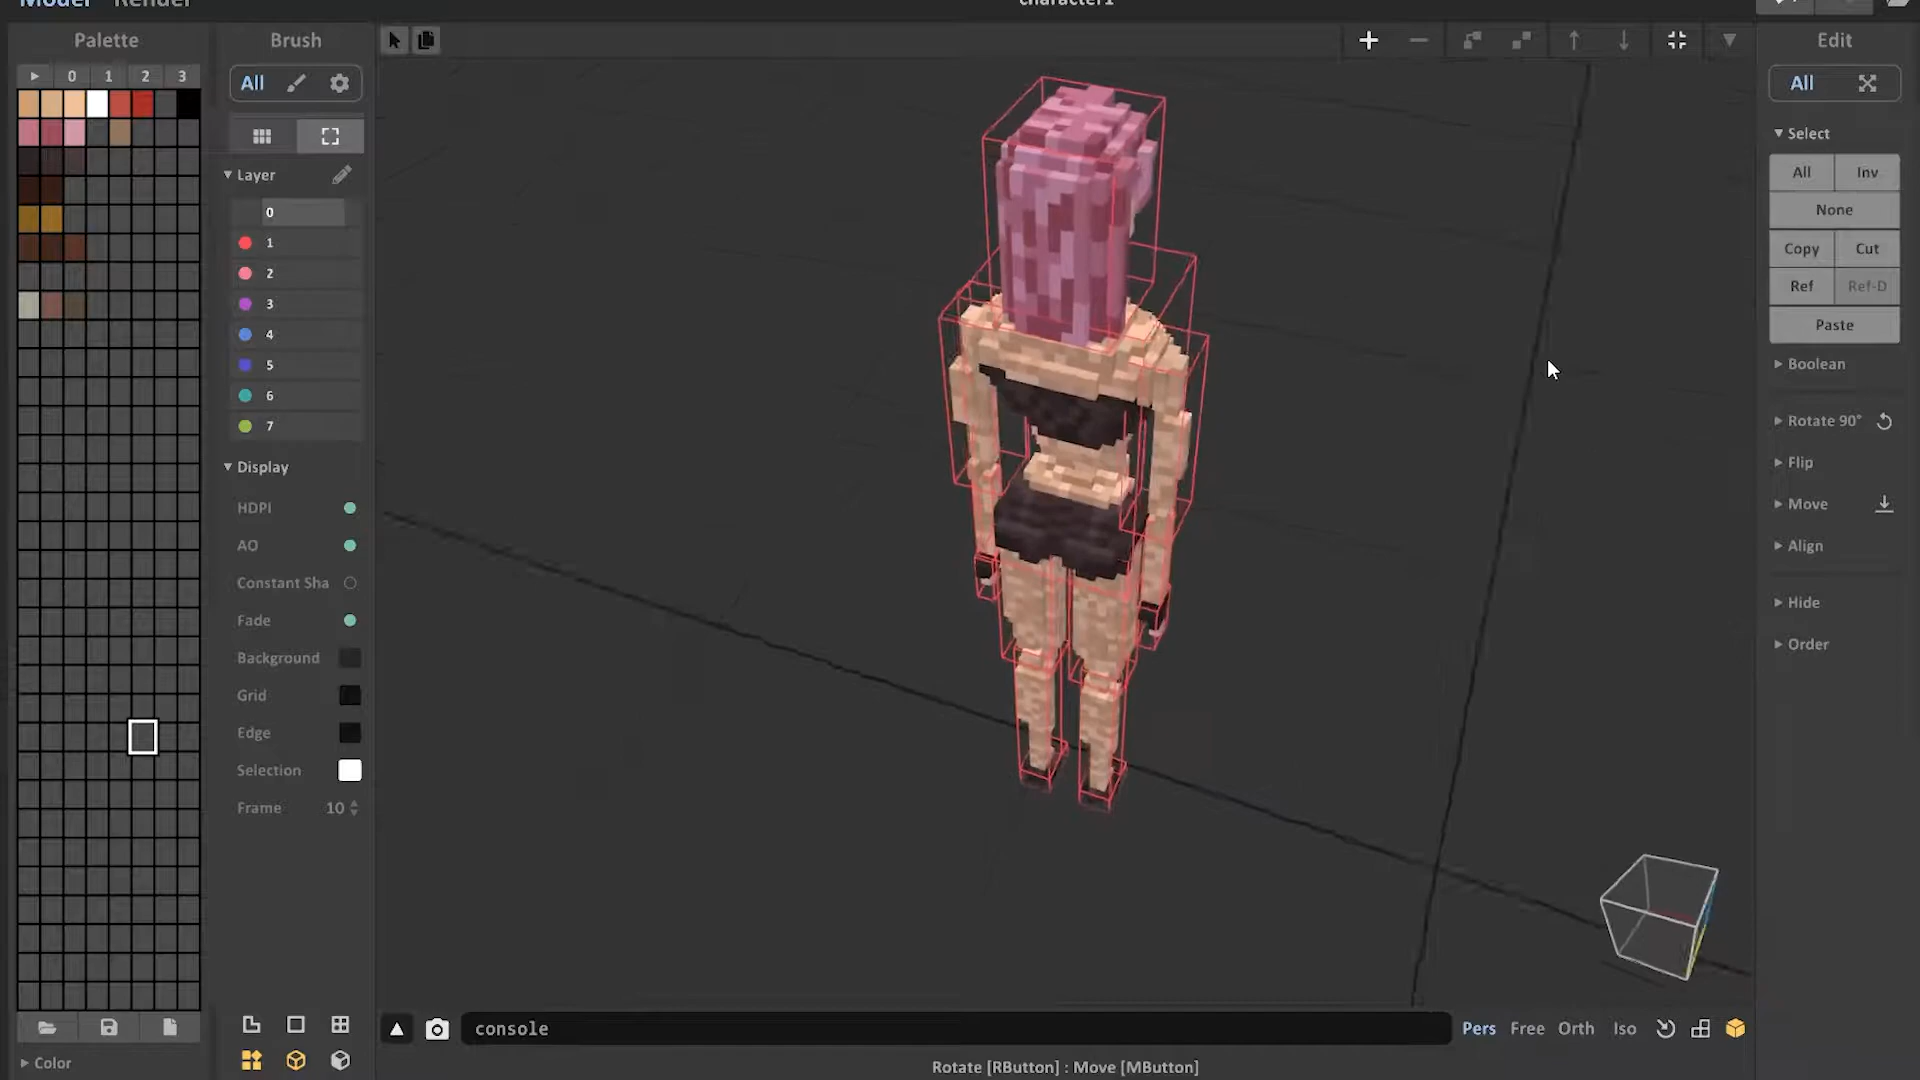 Model Render
character1
Palette
0 1 2 3
Color
Brush
All
Layer
0
1
2
3
4
5
6
7
Display
HDPI
AO
Constant Sha
Fade
Background
Grid
Edge
Selection
Frame 10
console
Pers Free Orth Iso
Rotate [RButton] : Move [MButton]
Edit
All
Select
All Inv
None
Copy Cut
Ref Ref-D
Paste
Boolean
Rotate 90°
Flip
Move
Align
Hide
Order